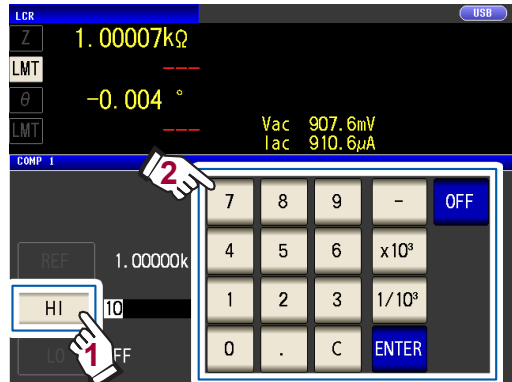 LCR USB
Z 1.00007kΩ
LMT ---
θ -0.004 °
LMT ---
Vac 907.6mV
Iac 910.6μA
COMP 1
2
7 8 9 - OFF
4 5 6 x10³
REF 1.00000k
1 2 3 1/10³
HI 10
0 . C ENTER
LO 1 FF